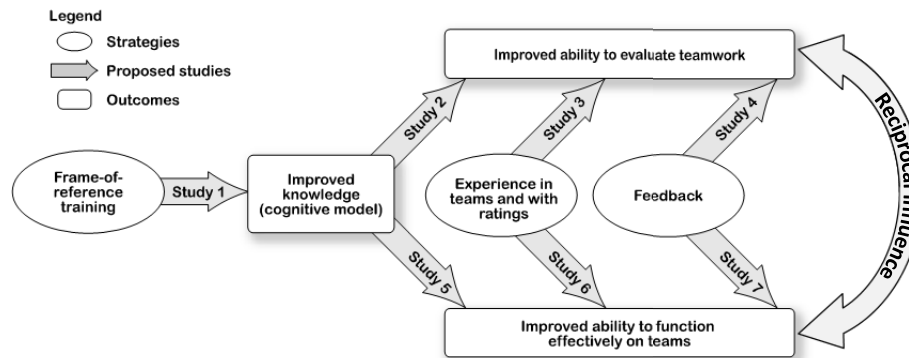 Legend
Strategies
Proposed studies
Outcomes
Improved ability to evaluate teamwork
Study 2
Study 3
Study 4
Frame-of-
reference
training
Study 1
Improved
knowledge
(cognitive model)
Experience in
teams and with
ratings
Feedback
Reciprocal Influence
Study 5
Study 6
Study 7
Improved ability to function
effectively on teams